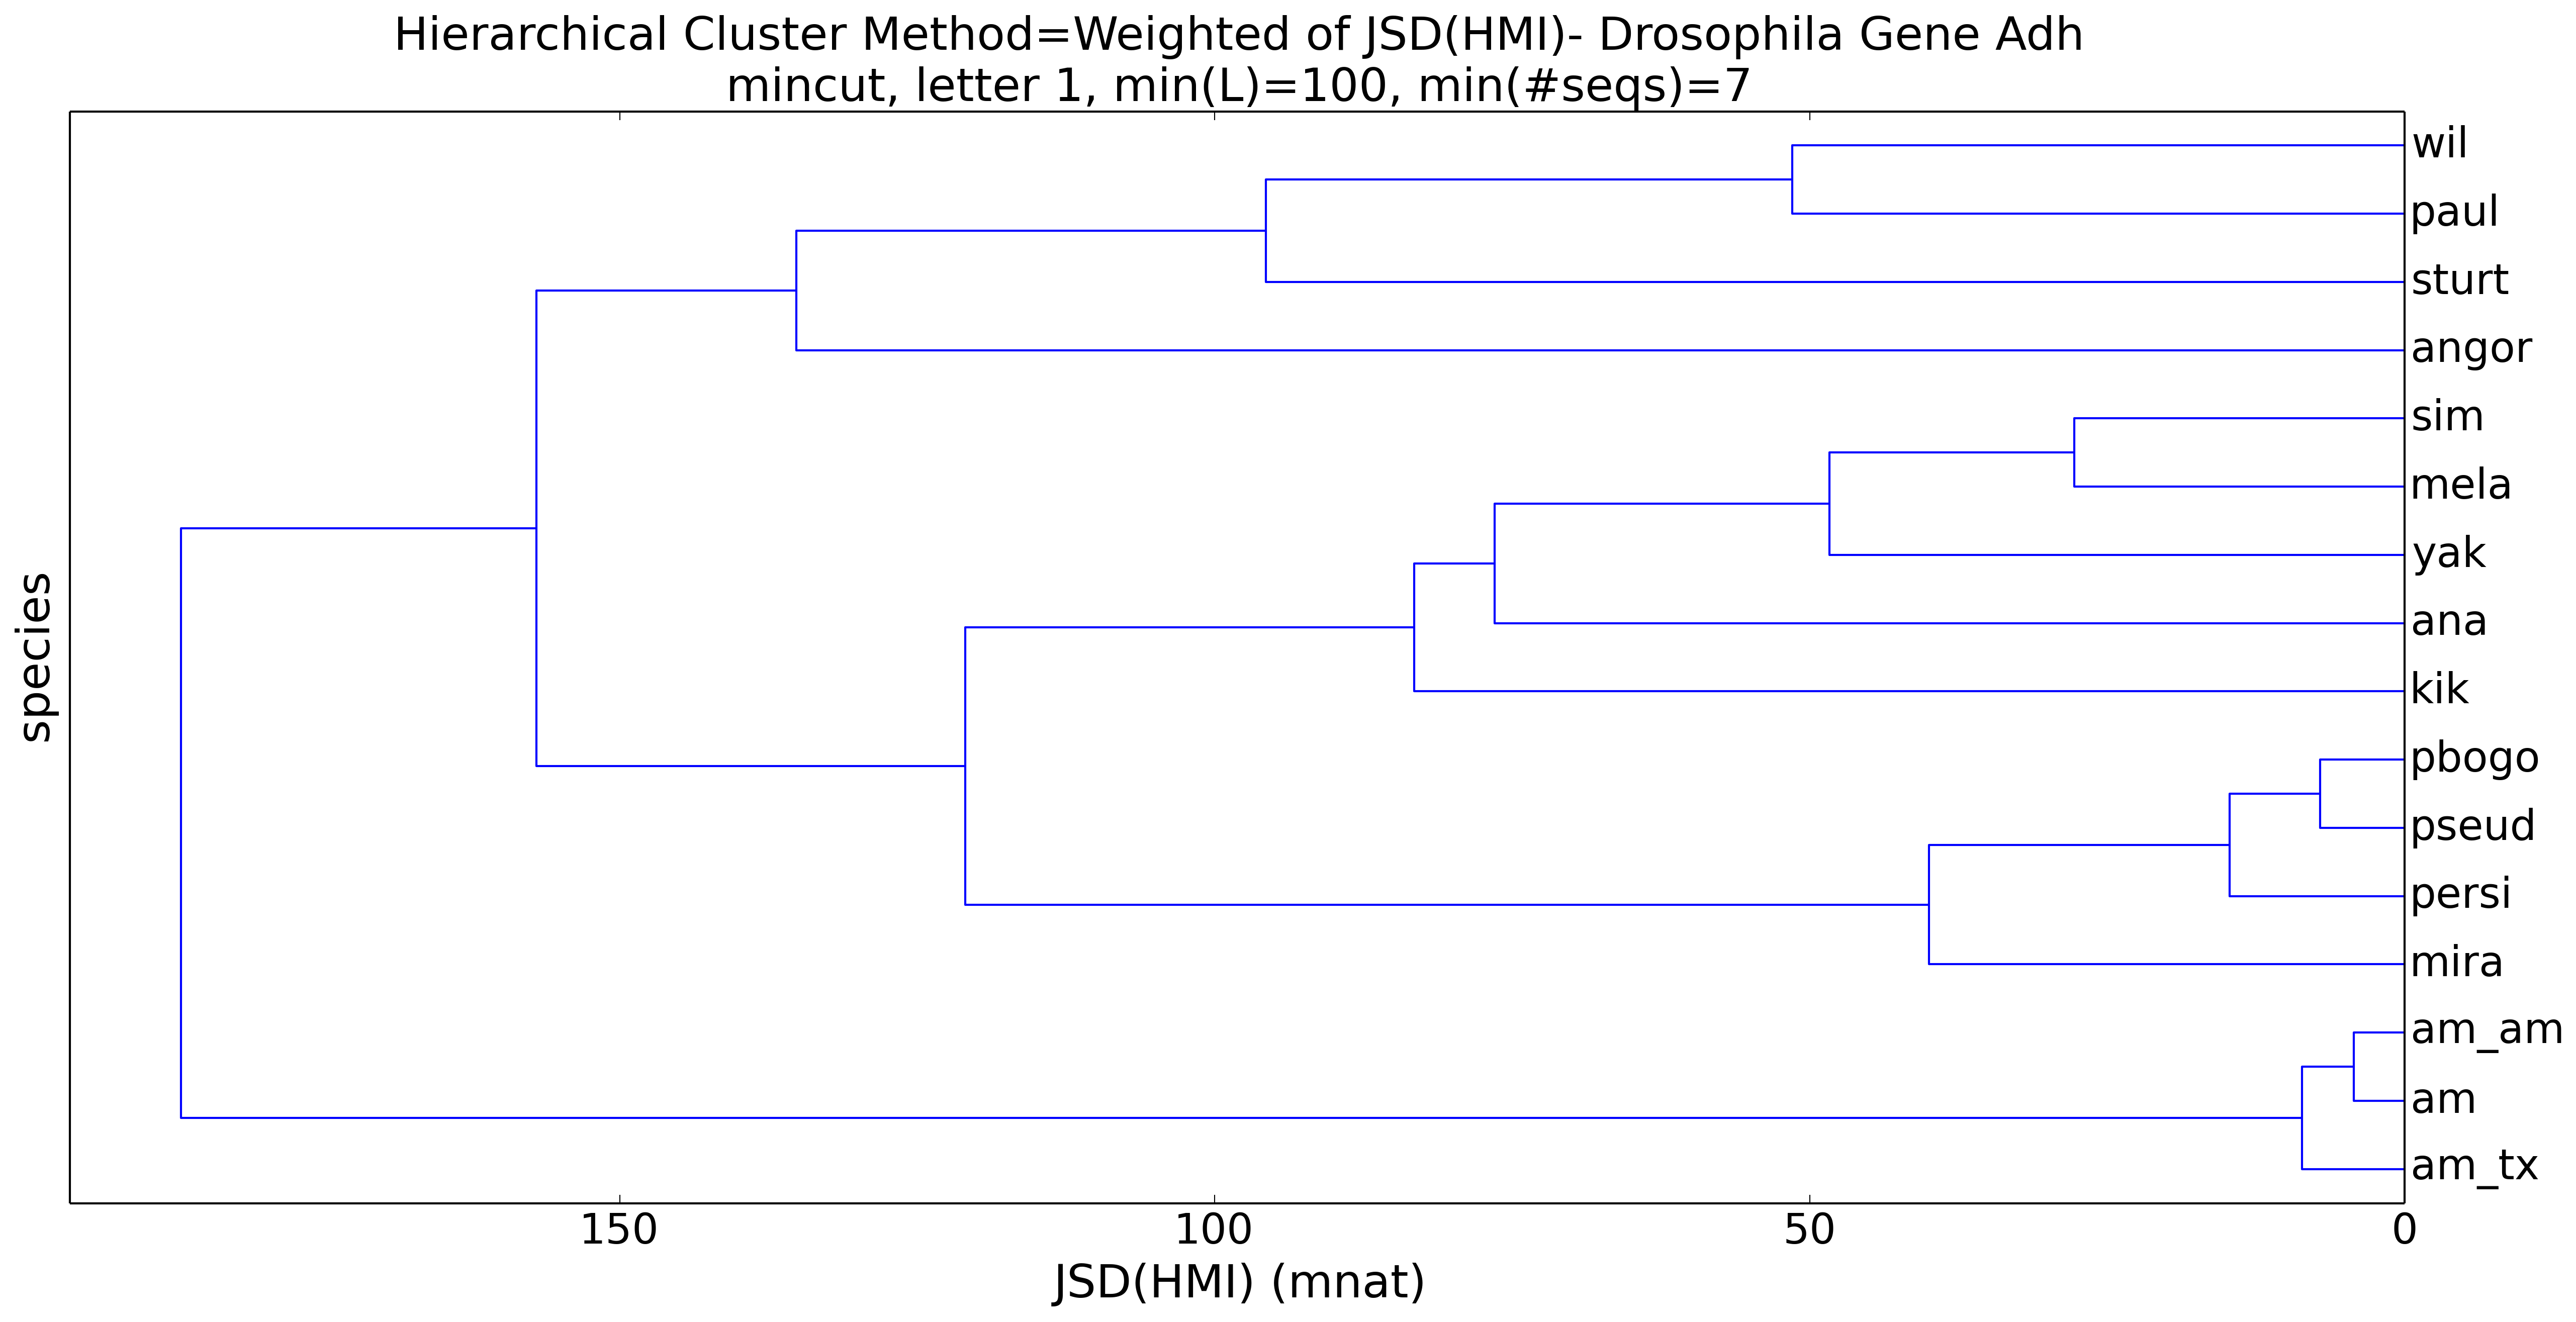 Hierarchical Cluster Method=Weighted of JSD(HMI)- Drosophila Gene Adh
mincut, letter 1, min(L)=100, min(#seqs)=7
wil
paul
sturt
angor
sim
mela
yak
ana
kik
pbogo
pseud
persi
mira
am_am
am
am_tx
species
150 100 50 0
JSD(HMI) (mnat)